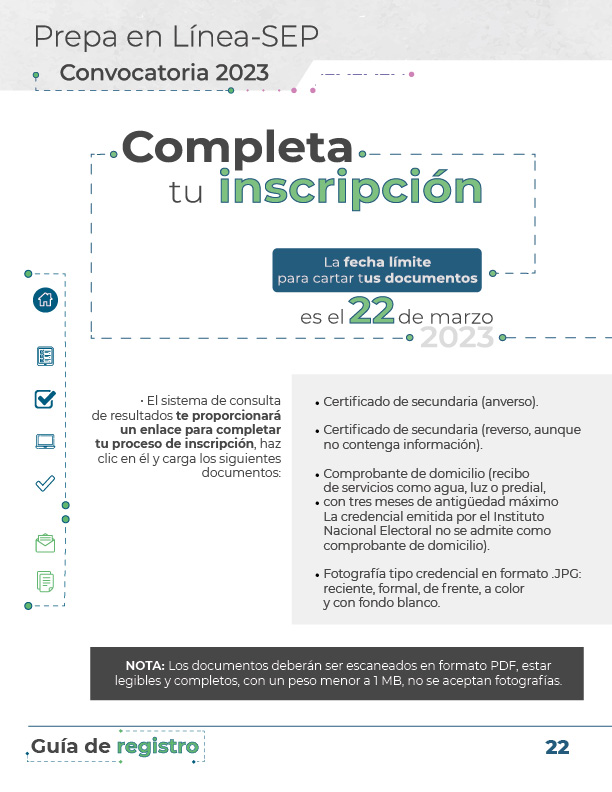 Prepa en Línea-SEP
Convocatoria 2023
Completa
tu inscripción
La fecha límite
para cartar tus documentos
es el 22 de marzo
2023
· El sistema de consulta
de resultados te proporcionará
un enlace para completar
tu proceso de inscripción, haz
clic en él y carga los siguientes
documentos:
• Certificado de secundaria (anverso).
• Certificado de secundaria (reverso, aunque
no contenga información).
• Comprobante de domicilio (recibo
de servicios como agua, luz o predial,
• con tres meses de antigüedad máximo
La credencial emitida por el Instituto
Nacional Electoral no se admite como
comprobante de domicilio).
• Fotografía tipo credencial en formato .JPG:
reciente, formal, de frente, a color
y con fondo blanco.
NOTA: Los documentos deberán ser escaneados en formato PDF, estar
legibles y completos, con un peso menor a 1 MB, no se aceptan fotografías.
Guía de registro
22